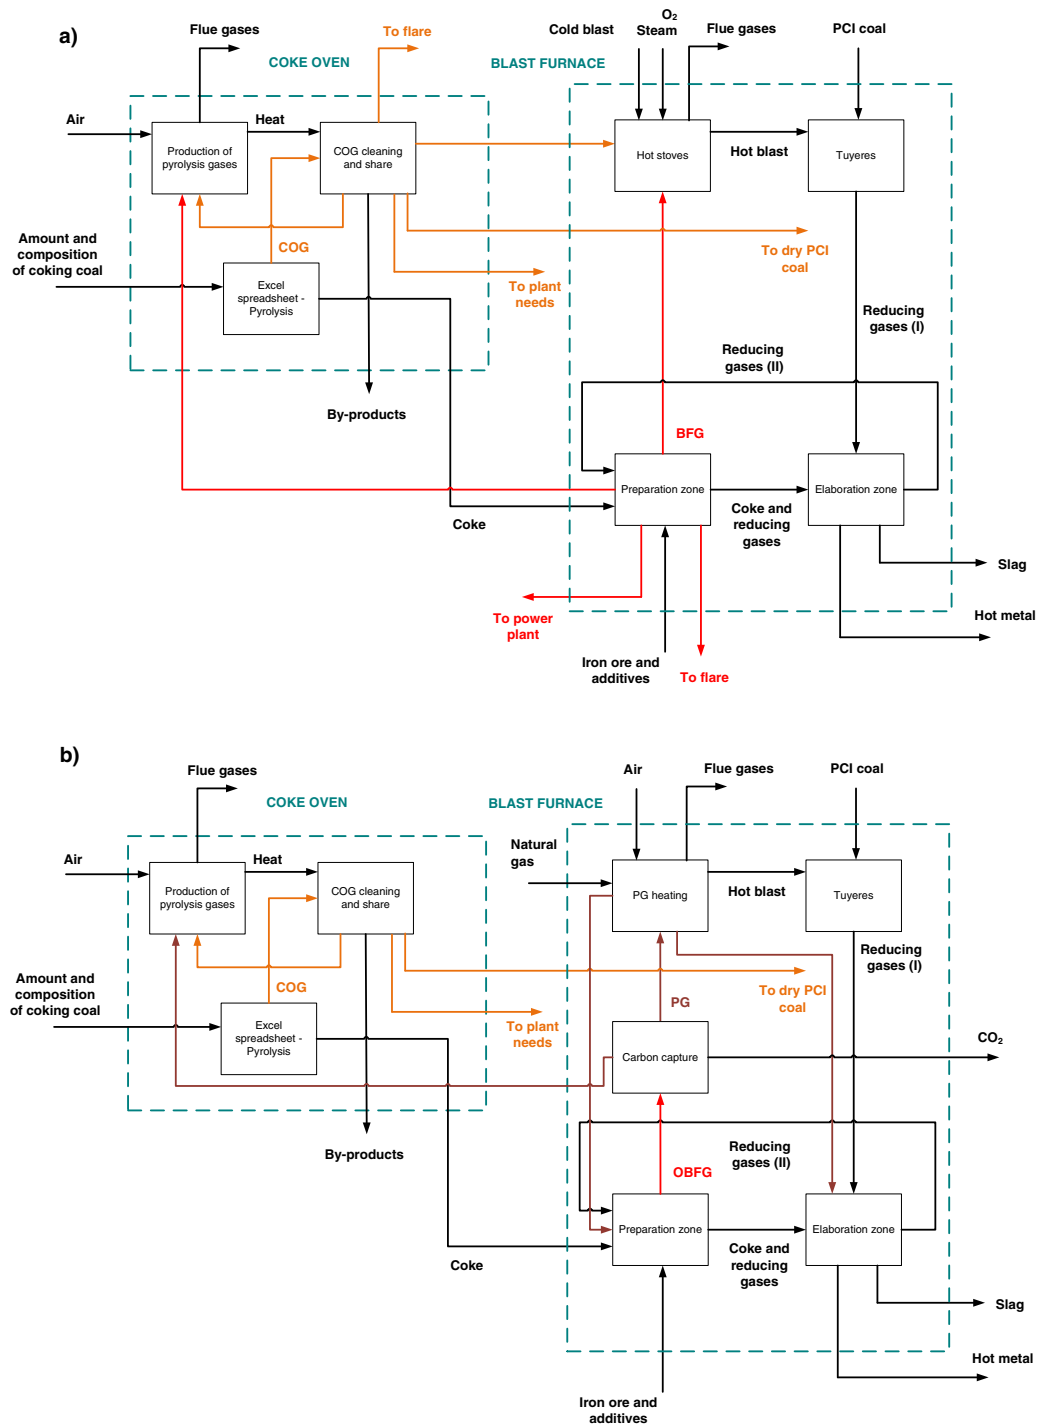 a)
O2
Cold blast
Steam
Flue gases
To flare
Flue gases
PCI coal
COKE OVEN
BLAST FURNACE
Air
Heat
Production of
pyrolysis gases
COG cleaning
and share
Hot stoves
Hot blast
Tuyeres
Amount and
composition
of coking coal
COG
To dry PCI
coal
Excel
spreadsheet -
Pyrolysis
To plant
needs
Reducing
gases (I)
Reducing
gases (II)
By-products
BFG
Preparation zone
Elaboration zone
Coke
Coke and
reducing
gases
Slag
To power
plant
Hot metal
Iron ore and
additives
To flare
b)
Flue gases
Air
Flue gases
PCI coal
COKE OVEN
BLAST FURNACE
Natural
gas
Air
Heat
Production of
pyrolysis gases
COG cleaning
and share
PG heating
Hot blast
Tuyeres
Reducing
gases (I)
Amount and
composition
of coking coal
COG
To dry PCI
coal
PG
Excel
spreadsheet -
Pyrolysis
To plant
needs
Carbon capture
CO2
By-products
Reducing
gases (II)
OBFG
Preparation zone
Elaboration zone
Coke
Coke and
reducing
gases
Slag
Hot metal
Iron ore and
additives